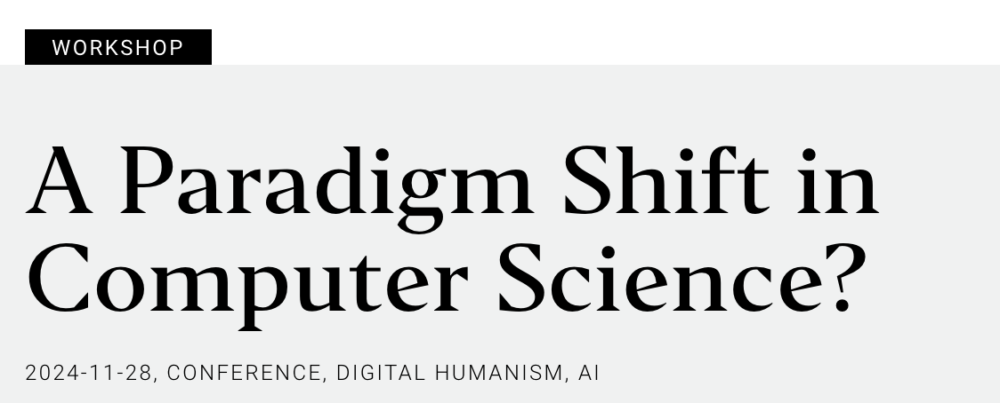 WORKSHOP
A Paradigm Shift in
Computer Science?
2024-11-28, CONFERENCE, DIGITAL HUMANISM, AI